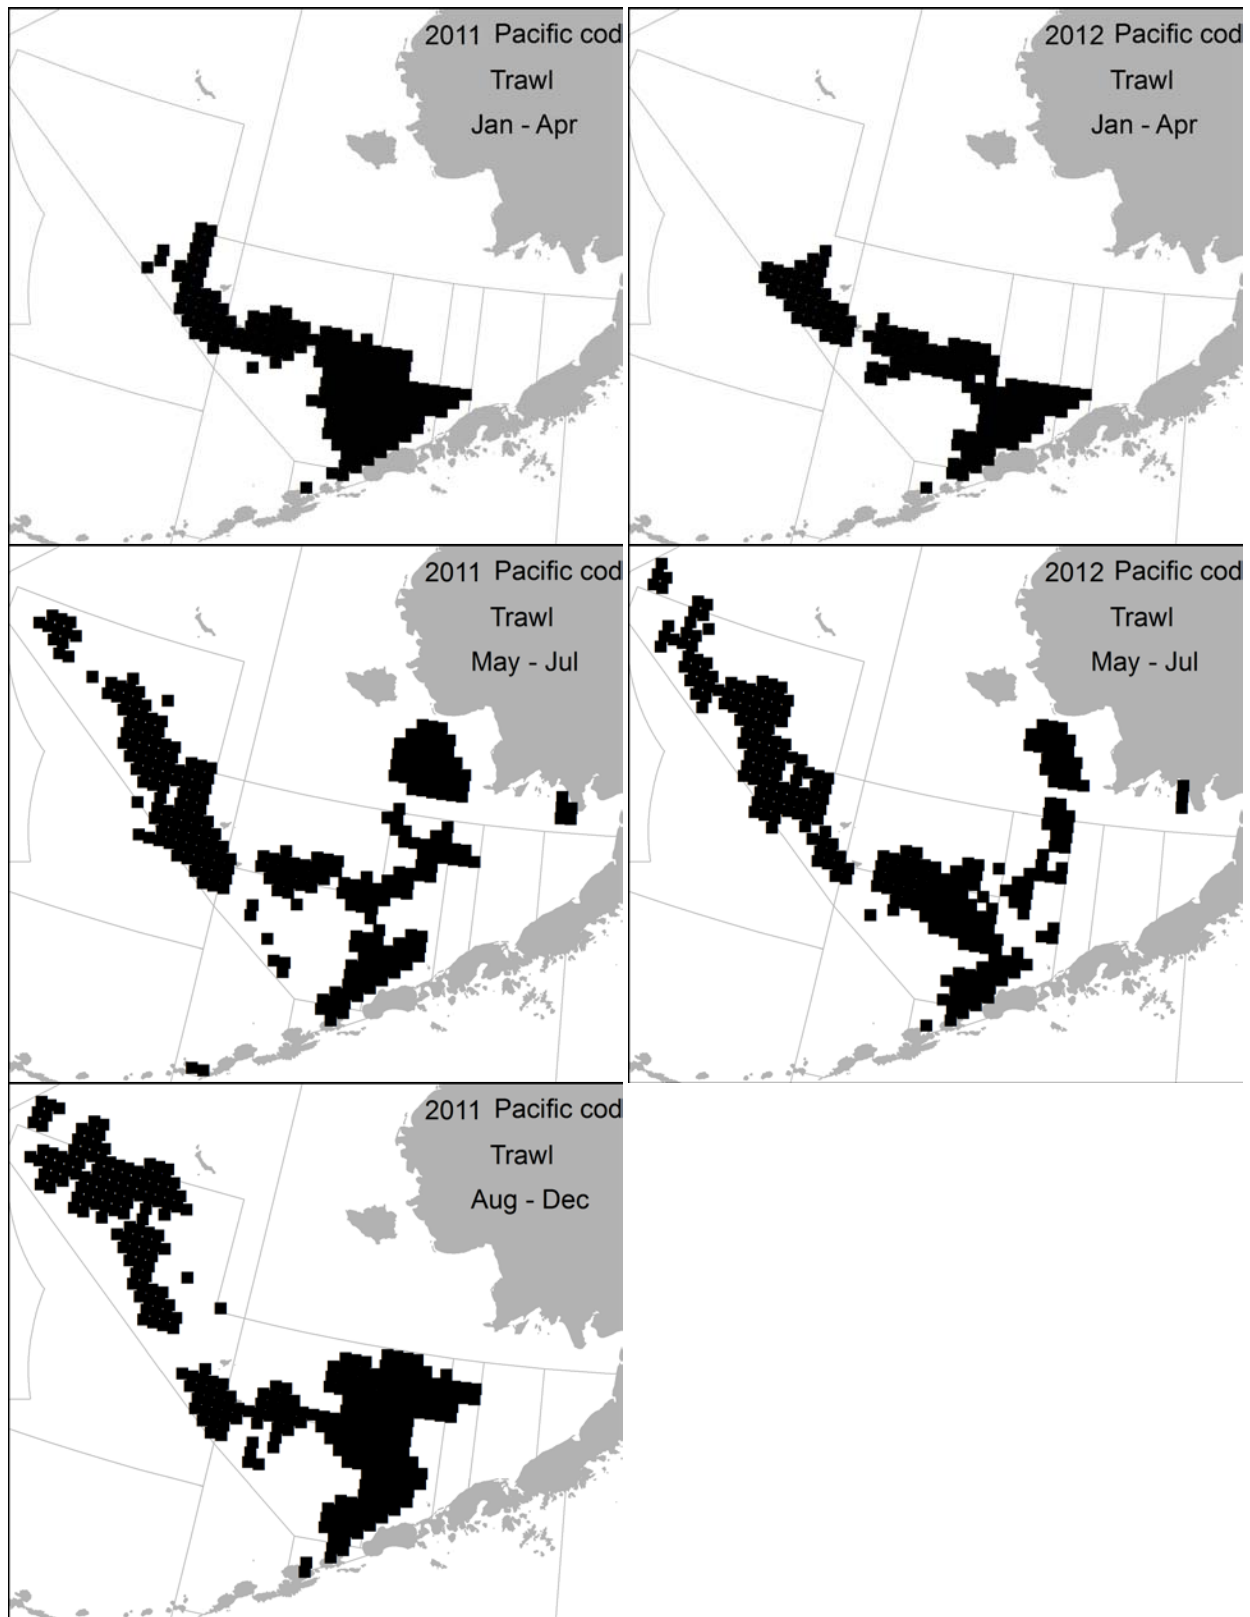 2011 Pacific cod
Trawl
Jan - Apr
2012 Pacific cod
Trawl
Jan - Apr
2011 Pacific cod
Trawl
May - Jul
2012 Pacific cod
Trawl
May - Jul
2011 Pacific cod
Trawl
Aug - Dec